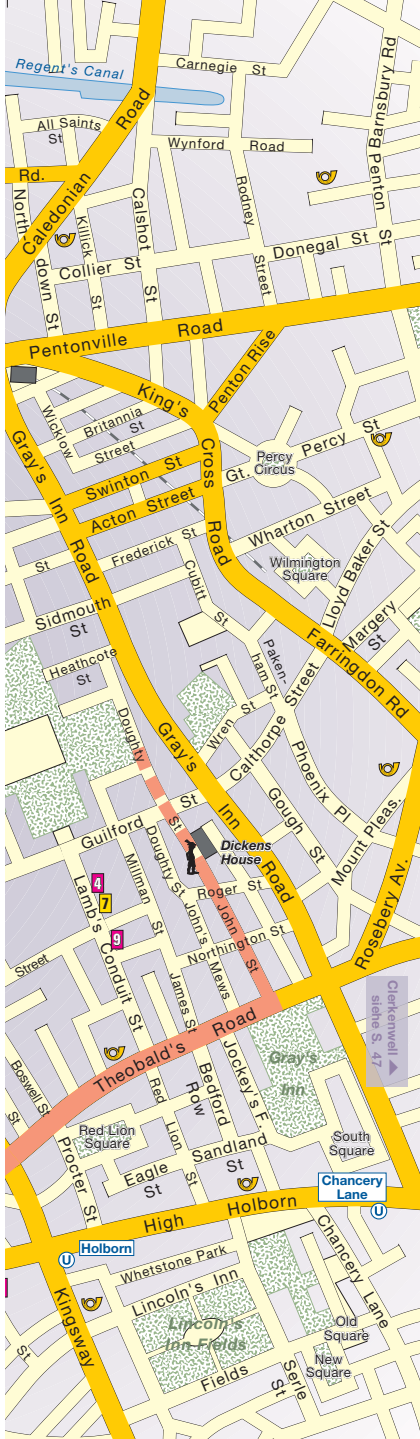 Regent's Canal
Carnegie St
Penton Barnsbury Rd
St
All Saints
St
Caledonian Road
Wynford Road
Rd.
North-
down St
Killick
St
Calshot
St
Rodney
Street
Donegal St
Collier St
Pentonville Road
Penton Rise
King's
Cross
Road
Wicklow
Street
Britannia
St
Percy St
Percy
Circus
Gt.
Gray's
Inn
Road
Swinton St
Acton Street
Wharton Street
Frederick St
St
Cubitt
St
Wilmington
Square
Lloyd Baker St
Margery
St
Sidmouth
St
Farringdon Rd
Heathcote
St
Paken-
ham St
Doughty
St
Gray's
Inn
Road
Wren St
Calthorpe Street
Phoenix Pl
Gough St
Mount Pleas.
Guilford St
Dickens
House
Doughty St
Millman
St
4
7
9
Lamb's
Conduit St
Roger St
John
St
John's
Mews
Northington St
Rosebery Av.
Street
James St
Theobald's Road
Clerkenwell
siehe S. 47
Gray's
Inn
Boswell St
St
Red
Lion
St
Bedford
Row
Jockey's F.
Red Lion
Square
Procter St
Sandland
St
Eagle
St
South
Square
Chancery
Lane
U
High Holborn
Holborn
U
Chancery Lane
Whetstone Park
Kingsway
Lincoln's Inn
Lincoln's
Inn-Fields
Fields
Old
Square
New
Square
Serle
St
St